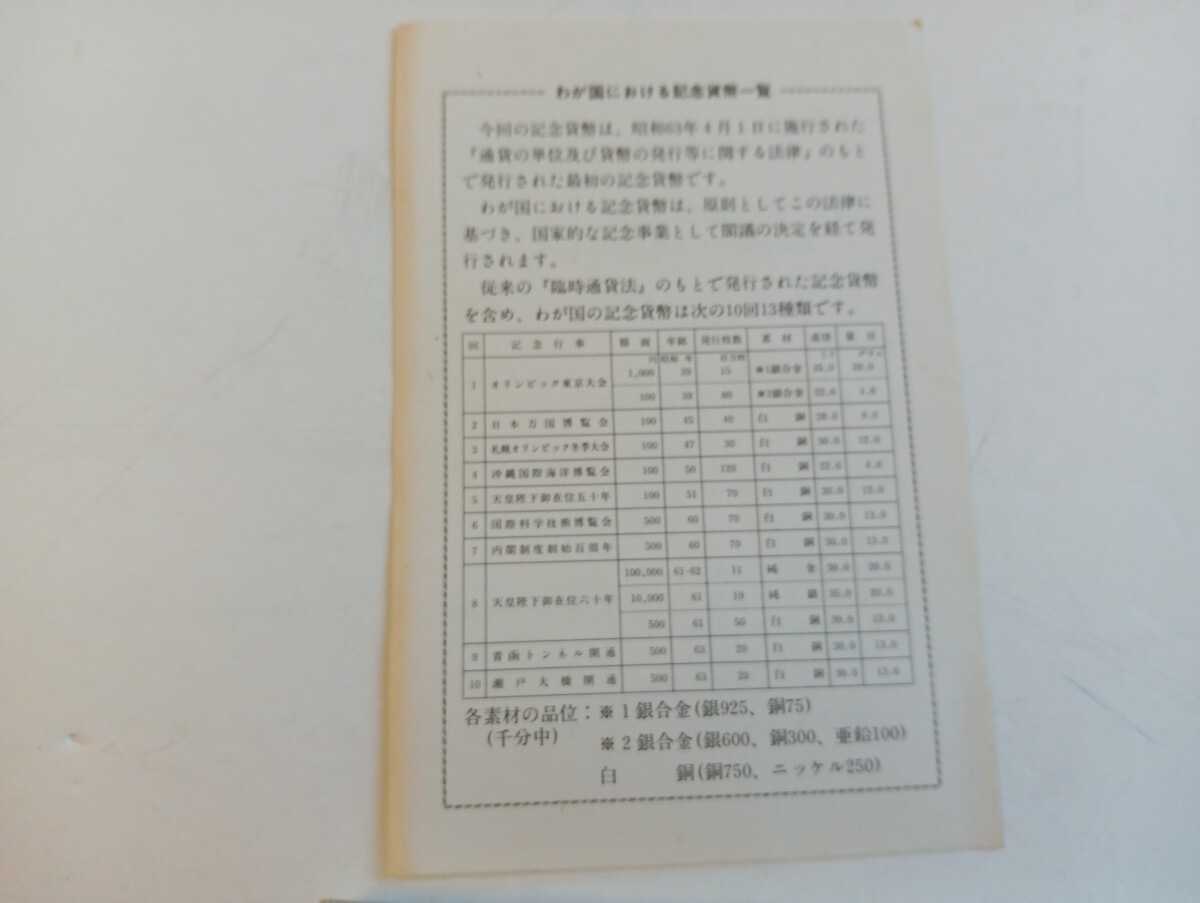 わが国における記念貨幣一覧
今回の記念貨幣は、昭和63年4月1日に施行された
『通貨の単位及び貨幣の発行等に関する法律』のもと
で発行された最初の記念貨幣です。
わが国における記念貨幣は、原則としてこの法律に
基づき、国家的な記念事業として閣議の決定を経て発
行されます。
従来の『臨時通貨法』のもとで発行された記念貨幣
を含め、わが国の記念貨幣は次の10回13種類です。
回 記念行事 額面 年銘 発行枚数 素材 直径 量目
円 昭和 年 百万枚 ミリ グラム
1 オリンピック東京大会 1,000 39 15 ※1銀合金 35.0 20.0
100 39 80 ※2銀合金 22.6 4.8
2 日本万国博覧会 100 45 40 白銅 28.0 9.0
3 札幌オリンピック冬季大会 100 47 30 白銅 30.0 12.0
4 沖縄国際海洋博覧会 100 50 120 白銅 22.6 4.8
5 天皇陛下御在位五十年 100 51 70 白銅 30.0 12.0
6 国際科学技術博覧会 500 60 70 白銅 30.0 13.0
7 内閣制度創始百周年 500 60 70 白銅 30.0 13.0
8 天皇陛下御在位六十年 100,000 61-62 11 純金 30.0 20.0
10,000 61 10 純銀 35.0 20.0
500 61 50 白銅 30.0 13.0
9 青函トンネル開通 500 63 20 白銅 30.0 13.0
10 瀬戸大橋開通 500 63 20 白銅 30.0 13.0
各素材の品位：※1銀合金(銀925、銅75)
(千分中) ※2銀合金(銀600、銅300、亜鉛100)
白銅(銅750、ニッケル250)